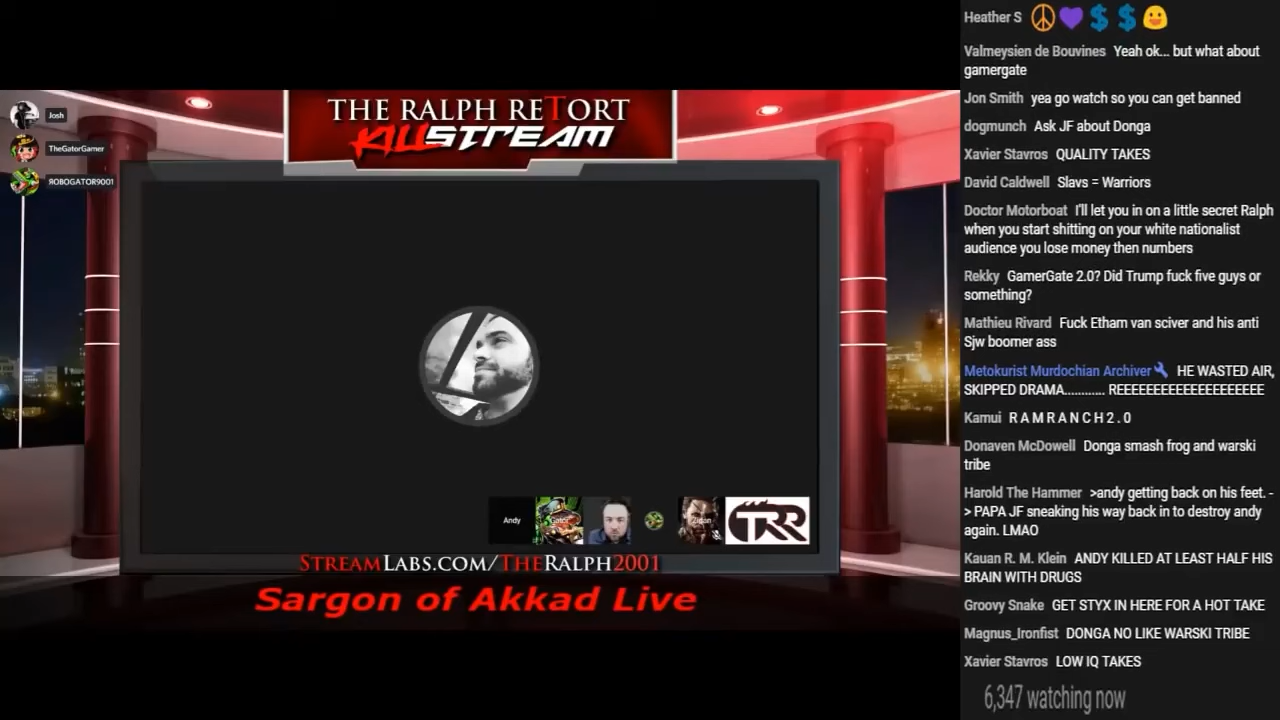 THE RALPH RETORT
KILLSTREAM
Josh
TheGatorGamer
ЯOBOGATOR9001
Andy
Gator
Zidan
TRR
STREAMLABS.COM/THERALPH2001
Sargon of Akkad Live
Heather S
Valmeysien de Bouvines Yeah ok... but what about
gamergate
Jon Smith yea go watch so you can get banned
dogmunch Ask JF about Donga
Xavier Stavros QUALITY TAKES
David Caldwell Slavs = Warriors
Doctor Motorboat I'll let you in on a little secret Ralph
when you start shitting on your white nationalist
audience you lose money then numbers
Rekky GamerGate 2.0? Did Trump fuck five guys or
something?
Mathieu Rivard Fuck Etham van sciver and his anti
Sjw boomer ass
Metokurist Murdochian Archiver HE WASTED AIR,
SKIPPED DRAMA........... REEEEEEEEEEEEEEEEEEEEE
Kamui R A M R A N C H 2 . 0
Donaven McDowell Donga smash frog and warski
tribe
Harold The Hammer >andy getting back on his feet. -
> PAPA JF sneaking his way back in to destroy andy
again. LMAO
Kauan R. M. Klein ANDY KILLED AT LEAST HALF HIS
BRAIN WITH DRUGS
Groovy Snake GET STYX IN HERE FOR A HOT TAKE
Magnus_Ironfist DONGA NO LIKE WARSKI TRIBE
Xavier Stavros LOW IQ TAKES
6,347 watching now